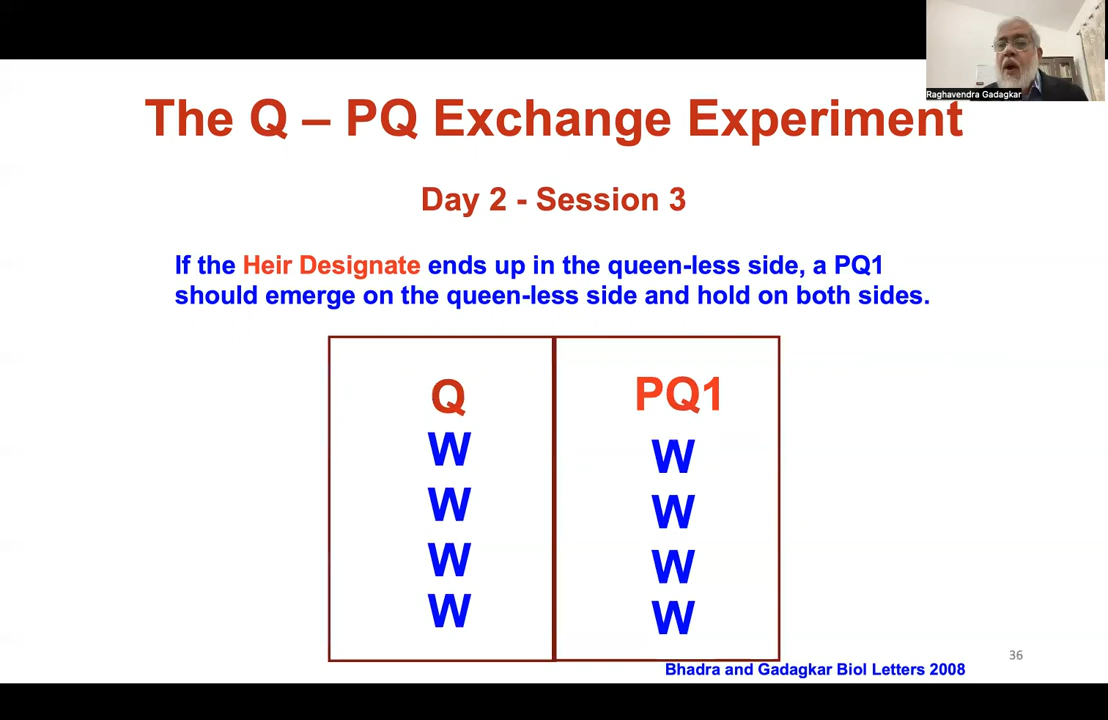 Raghavendra Gadagkar
The Q – PQ Exchange Experiment
Day 2 - Session 3
If the Heir Designate ends up in the queen-less side, a PQ1
should emerge on the queen-less side and hold on both sides.
Q PQ1
W W
W W
W W
W W
36
Bhadra and Gadagkar Biol Letters 2008